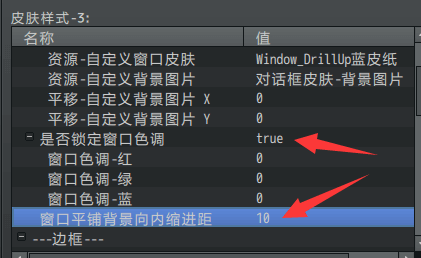 皮肤样式-3:
名称 值
资源-自定义窗口皮肤 Window_DrillUp蓝皮纸
资源-自定义背景图片 对话框皮肤-背景图片
平移-自定义背景图片 X 0
平移-自定义背景图片 Y 0
是否锁定窗口色调 true
窗口色调-红 0
窗口色调-绿 0
窗口色调-蓝 0
窗口平铺背景向内缩进距 10
---边框---